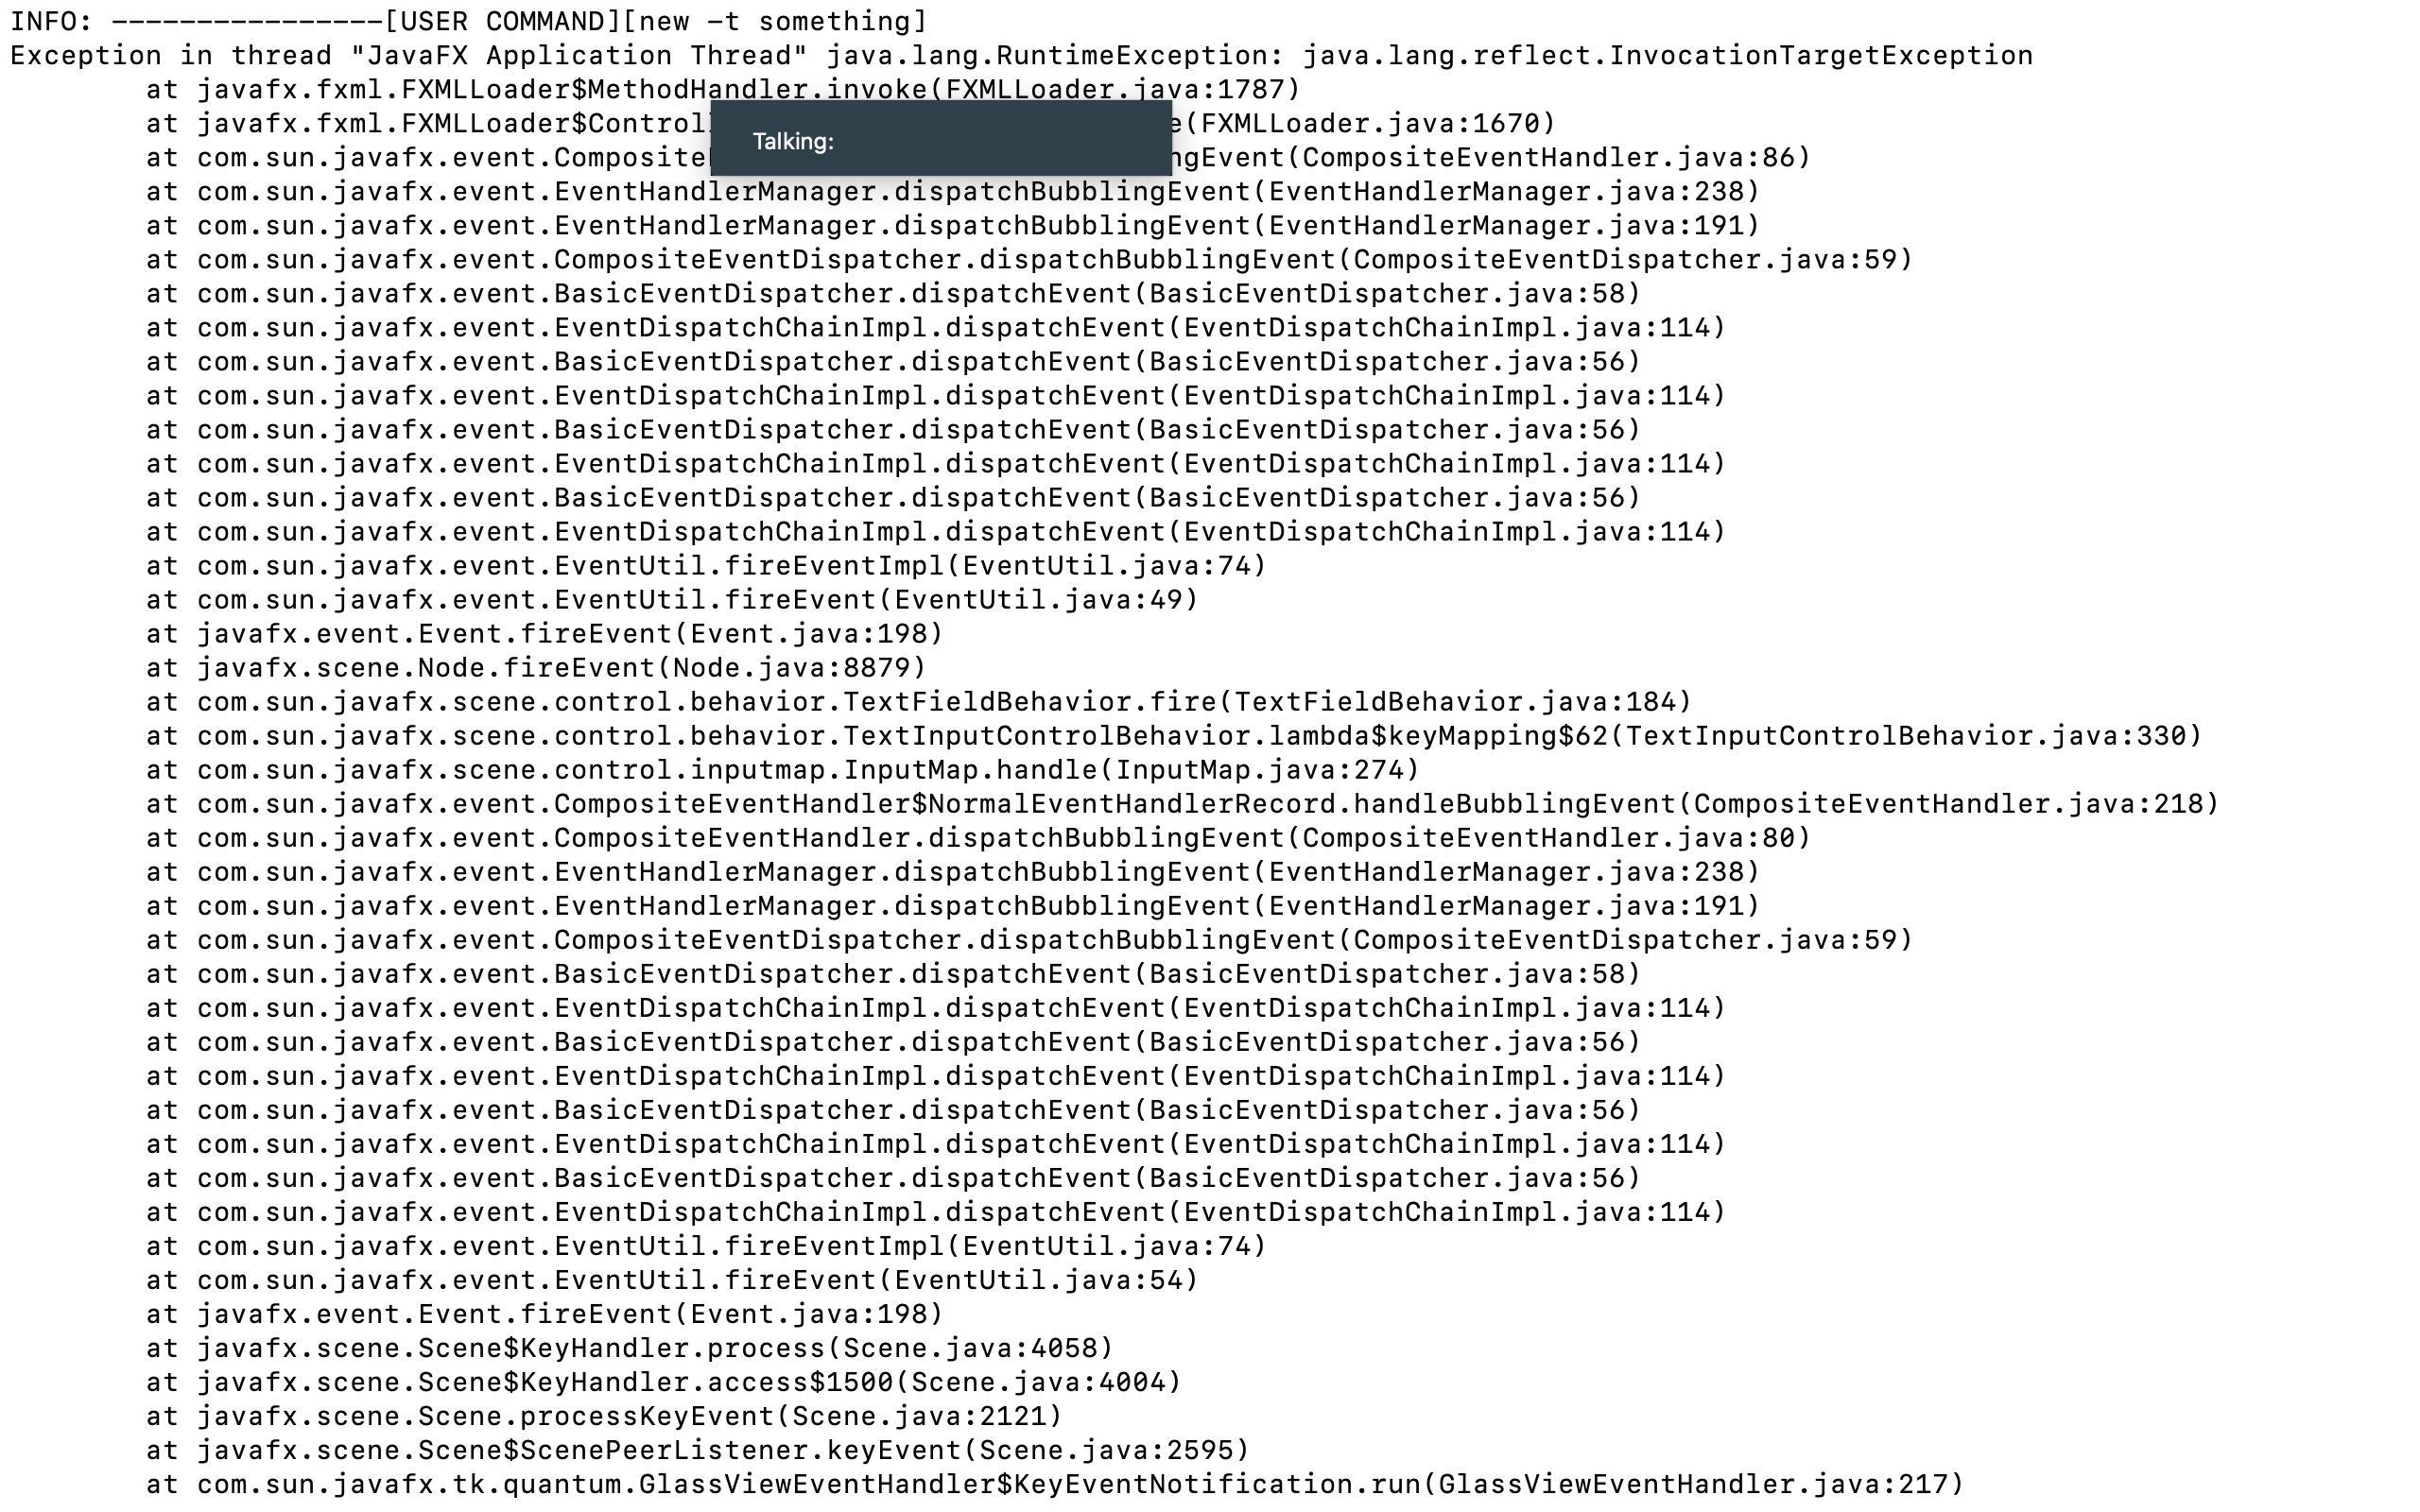 INFO: ----------------[USER COMMAND][new -t something]
Exception in thread "JavaFX Application Thread" java.lang.RuntimeException: java.lang.reflect.InvocationTargetException
at javafx.fxml.FXMLLoader$MethodHandler.invoke(FXMLLoader.java:1787)
at javafx.fxml.FXMLLoader$Control e(FXMLLoader.java:1670)
Talking:
at com.sun.javafx.event.Composite ngEvent(CompositeEventHandler.java:86)
at com.sun.javafx.event.EventHandlerManager.dispatchBubblingEvent(EventHandlerManager.java:238)
at com.sun.javafx.event.EventHandlerManager.dispatchBubblingEvent(EventHandlerManager.java:191)
at com.sun.javafx.event.CompositeEventDispatcher.dispatchBubblingEvent(CompositeEventDispatcher.java:59)
at com.sun.javafx.event.BasicEventDispatcher.dispatchEvent(BasicEventDispatcher.java:58)
at com.sun.javafx.event.EventDispatchChainImpl.dispatchEvent(EventDispatchChainImpl.java:114)
at com.sun.javafx.event.BasicEventDispatcher.dispatchEvent(BasicEventDispatcher.java:56)
at com.sun.javafx.event.EventDispatchChainImpl.dispatchEvent(EventDispatchChainImpl.java:114)
at com.sun.javafx.event.BasicEventDispatcher.dispatchEvent(BasicEventDispatcher.java:56)
at com.sun.javafx.event.EventDispatchChainImpl.dispatchEvent(EventDispatchChainImpl.java:114)
at com.sun.javafx.event.BasicEventDispatcher.dispatchEvent(BasicEventDispatcher.java:56)
at com.sun.javafx.event.EventDispatchChainImpl.dispatchEvent(EventDispatchChainImpl.java:114)
at com.sun.javafx.event.EventUtil.fireEventImpl(EventUtil.java:74)
at com.sun.javafx.event.EventUtil.fireEvent(EventUtil.java:49)
at javafx.event.Event.fireEvent(Event.java:198)
at javafx.scene.Node.fireEvent(Node.java:8879)
at com.sun.javafx.scene.control.behavior.TextFieldBehavior.fire(TextFieldBehavior.java:184)
at com.sun.javafx.scene.control.behavior.TextInputControlBehavior.lambda$keyMapping$62(TextInputControlBehavior.java:330)
at com.sun.javafx.scene.control.inputmap.InputMap.handle(InputMap.java:274)
at com.sun.javafx.event.CompositeEventHandler$NormalEventHandlerRecord.handleBubblingEvent(CompositeEventHandler.java:218)
at com.sun.javafx.event.CompositeEventHandler.dispatchBubblingEvent(CompositeEventHandler.java:80)
at com.sun.javafx.event.EventHandlerManager.dispatchBubblingEvent(EventHandlerManager.java:238)
at com.sun.javafx.event.EventHandlerManager.dispatchBubblingEvent(EventHandlerManager.java:191)
at com.sun.javafx.event.CompositeEventDispatcher.dispatchBubblingEvent(CompositeEventDispatcher.java:59)
at com.sun.javafx.event.BasicEventDispatcher.dispatchEvent(BasicEventDispatcher.java:58)
at com.sun.javafx.event.EventDispatchChainImpl.dispatchEvent(EventDispatchChainImpl.java:114)
at com.sun.javafx.event.BasicEventDispatcher.dispatchEvent(BasicEventDispatcher.java:56)
at com.sun.javafx.event.EventDispatchChainImpl.dispatchEvent(EventDispatchChainImpl.java:114)
at com.sun.javafx.event.BasicEventDispatcher.dispatchEvent(BasicEventDispatcher.java:56)
at com.sun.javafx.event.EventDispatchChainImpl.dispatchEvent(EventDispatchChainImpl.java:114)
at com.sun.javafx.event.BasicEventDispatcher.dispatchEvent(BasicEventDispatcher.java:56)
at com.sun.javafx.event.EventDispatchChainImpl.dispatchEvent(EventDispatchChainImpl.java:114)
at com.sun.javafx.event.EventUtil.fireEventImpl(EventUtil.java:74)
at com.sun.javafx.event.EventUtil.fireEvent(EventUtil.java:54)
at javafx.event.Event.fireEvent(Event.java:198)
at javafx.scene.Scene$KeyHandler.process(Scene.java:4058)
at javafx.scene.Scene$KeyHandler.access$1500(Scene.java:4004)
at javafx.scene.Scene.processKeyEvent(Scene.java:2121)
at javafx.scene.Scene$ScenePeerListener.keyEvent(Scene.java:2595)
at com.sun.javafx.tk.quantum.GlassViewEventHandler$KeyEventNotification.run(GlassViewEventHandler.java:217)